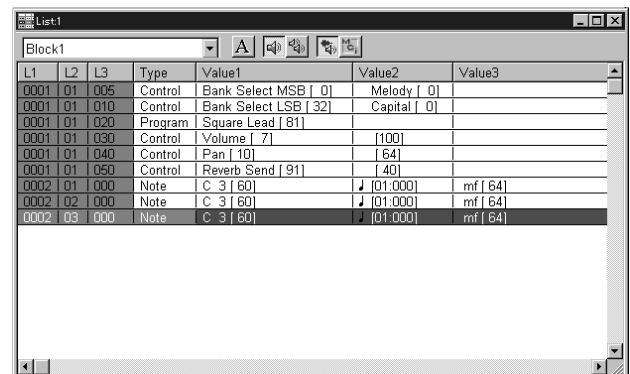 List:1
Block1 A
L1 L2 L3 Type Value1 Value2 Value3
0001 01 005 Control Bank Select MSB [ 0] Melody [ 0]
0001 01 010 Control Bank Select LSB [ 32] Capital [ 0]
0001 01 020 Program Square Lead [ 81]
0001 01 030 Control Volume [ 7] [100]
0001 01 040 Control Pan [ 10] [ 64]
0001 01 050 Control Reverb Send [ 91] [ 40]
0002 01 000 Note C 3 [ 60] ♩ [01:000] mf [ 64]
0002 02 000 Note C 3 [ 60] ♩ [01:000] mf [ 64]
0002 03 000 Note C 3 [ 60] ♩ [01:000] mf [ 64]